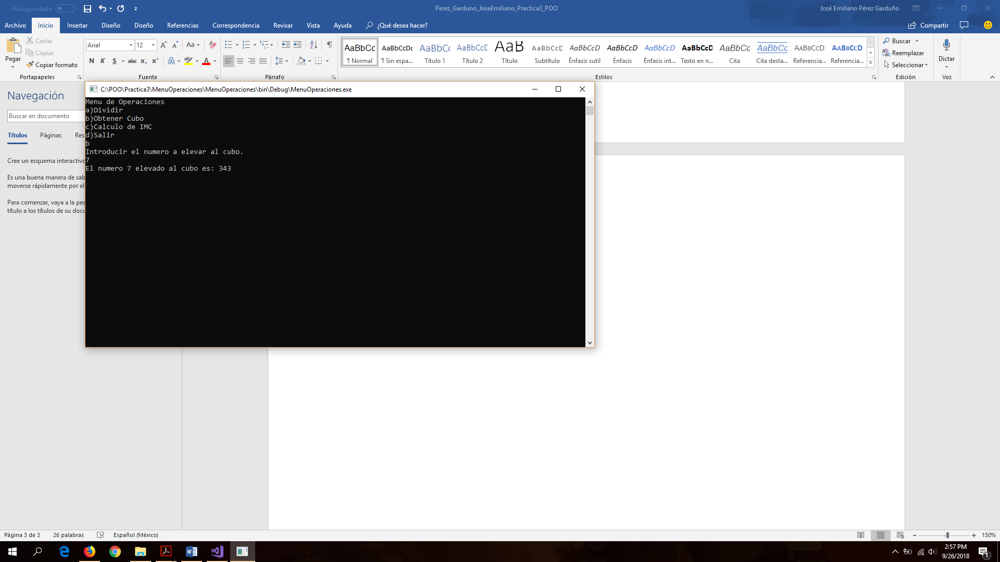 Autoguardado
Perez_Garduno_JoseEmiliano_Practica3_POO
José Emiliano Pérez Garduño
Archivo Inicio Insertar Diseño Diseño Referencias Correspondencia Revisar Vista Ayuda ¿Qué desea hacer? Compartir
Pegar
Cortar
Copiar
Copiar formato
Portapapeles
Arial 12
N K S abc x₂ x²
Fuente
Párrafo
AaBbCc AaBbCcDc AaBbC AaBbCcD AaB AaBbCcD AaBbCcD AaBbCcD AaBbCcD AaBbCcD AaBbCc AaBbCc AaBbCcD AaBbCcD
¶ Normal ¶ Sin espa... Título 1 Título 2 Título Subtítulo Énfasis sutil Énfasis Énfasis int... Texto en n... Cita Cita desta... Referencia... Referencia...
Estilos
Buscar
Reemplazar
Seleccionar
Edición
Dictar
Voz
Navegación
Buscar en documento
Títulos Páginas Res
Cree un esquema interactivo
Es una buena manera de sab
moverse rápidamente por el
Para comenzar, vaya a la pes
título a los títulos de su docu
C:\POO\Practica3\MenuOperaciones\MenuOperaciones\bin\Debug\MenuOperaciones.exe
Menu de Operaciones
a)Dividir
b)Obtener Cubo
c)Calculo de IMC
d)Salir
b
Introducir el numero a elevar al cubo.
7
El numero 7 elevado al cubo es: 343
Página 3 de 3 26 palabras Español (México) 150%
2:57 PM
9/26/2018
1